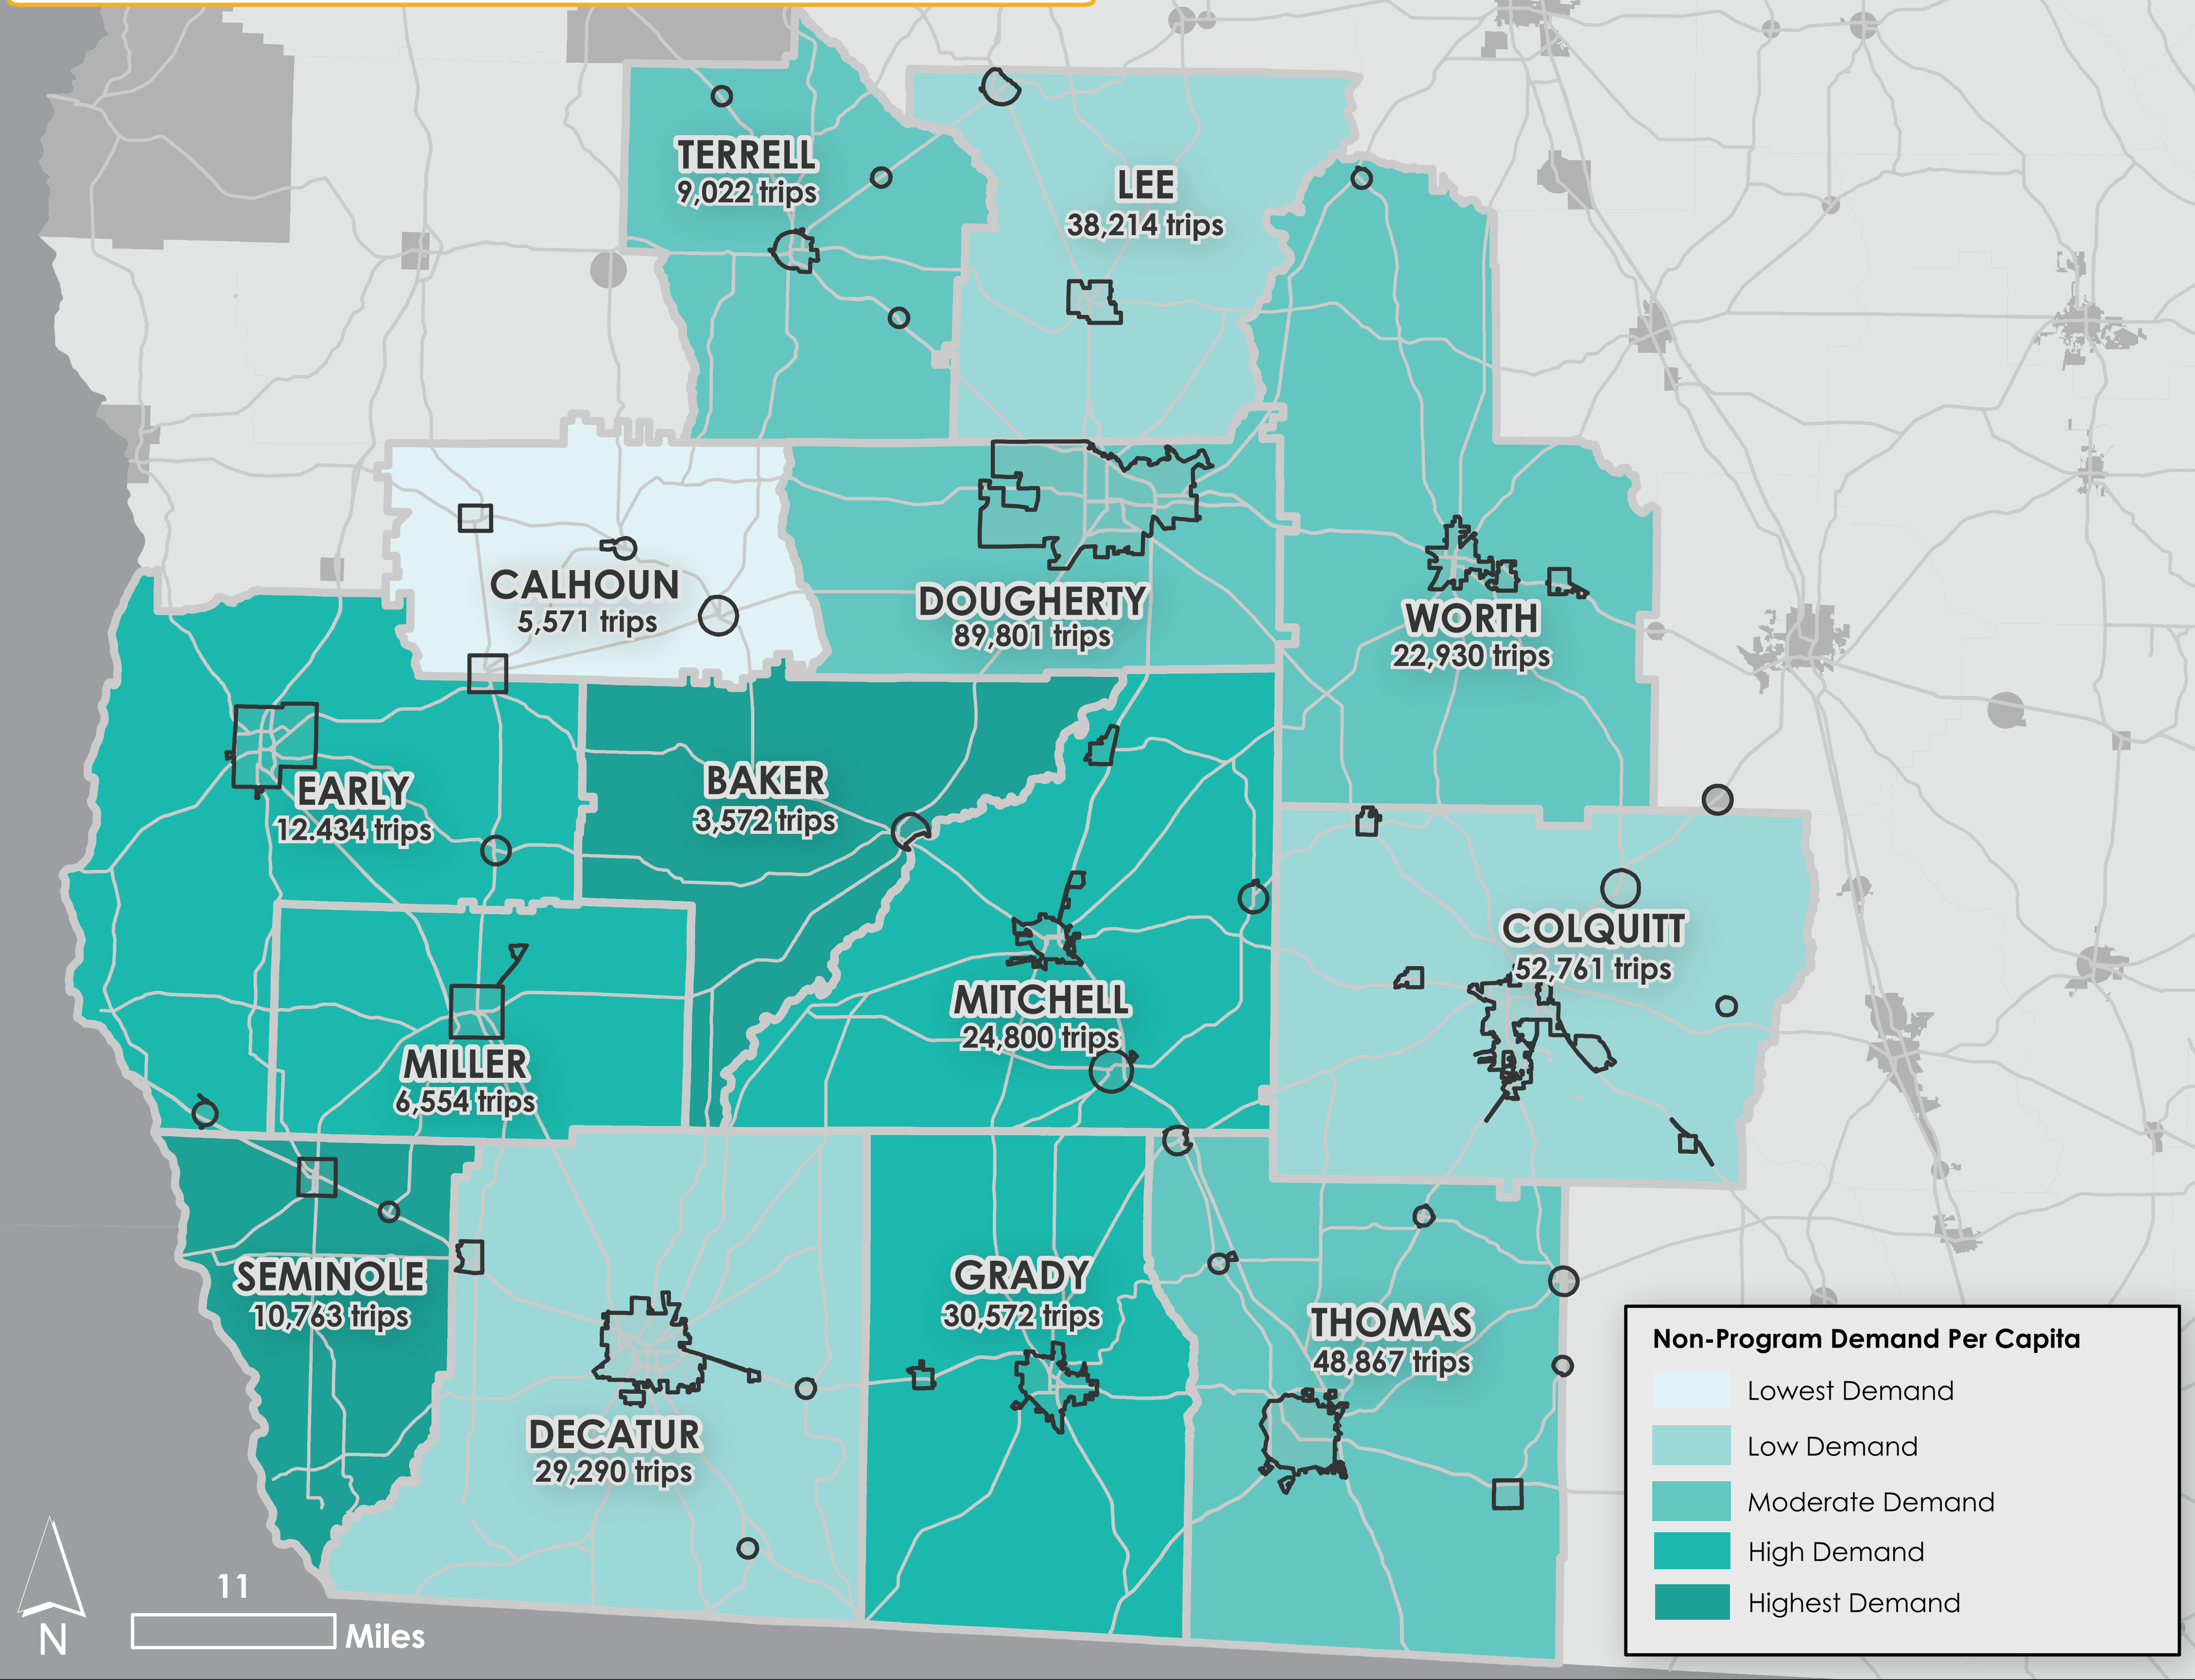 TERRELL
9,022 trips
LEE
38,214 trips
CALHOUN
5,571 trips
DOUGHERTY
89,801 trips
WORTH
22,930 trips
EARLY
12.434 trips
BAKER
3,572 trips
COLQUITT
52,761 trips
MITCHELL
24,800 trips
MILLER
6,554 trips
SEMINOLE
10,763 trips
GRADY
30,572 trips
THOMAS
48,867 trips
DECATUR
29,290 trips
Non-Program Demand Per Capita
Lowest Demand
Low Demand
Moderate Demand
High Demand
Highest Demand
11
Miles
N